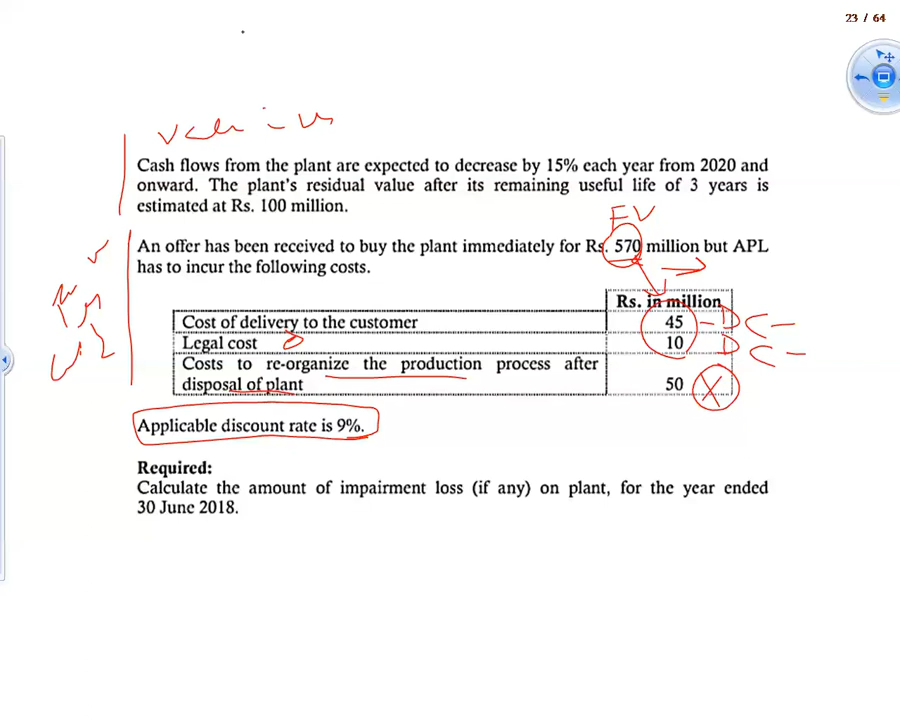 23 / 64
Cash flows from the plant are expected to decrease by 15% each year from 2020 and
onward. The plant's residual value after its remaining useful life of 3 years is
estimated at Rs. 100 million.
FV
An offer has been received to buy the plant immediately for Rs. 570 million but APL
has to incur the following costs.
Rs. in million
Cost of delivery to the customer 45 - DC -
Legal cost 10 DC -
Costs to re-organize the production process after
disposal of plant 50 X
Applicable discount rate is 9%.
Required:
Calculate the amount of impairment loss (if any) on plant, for the year ended
30 June 2018.